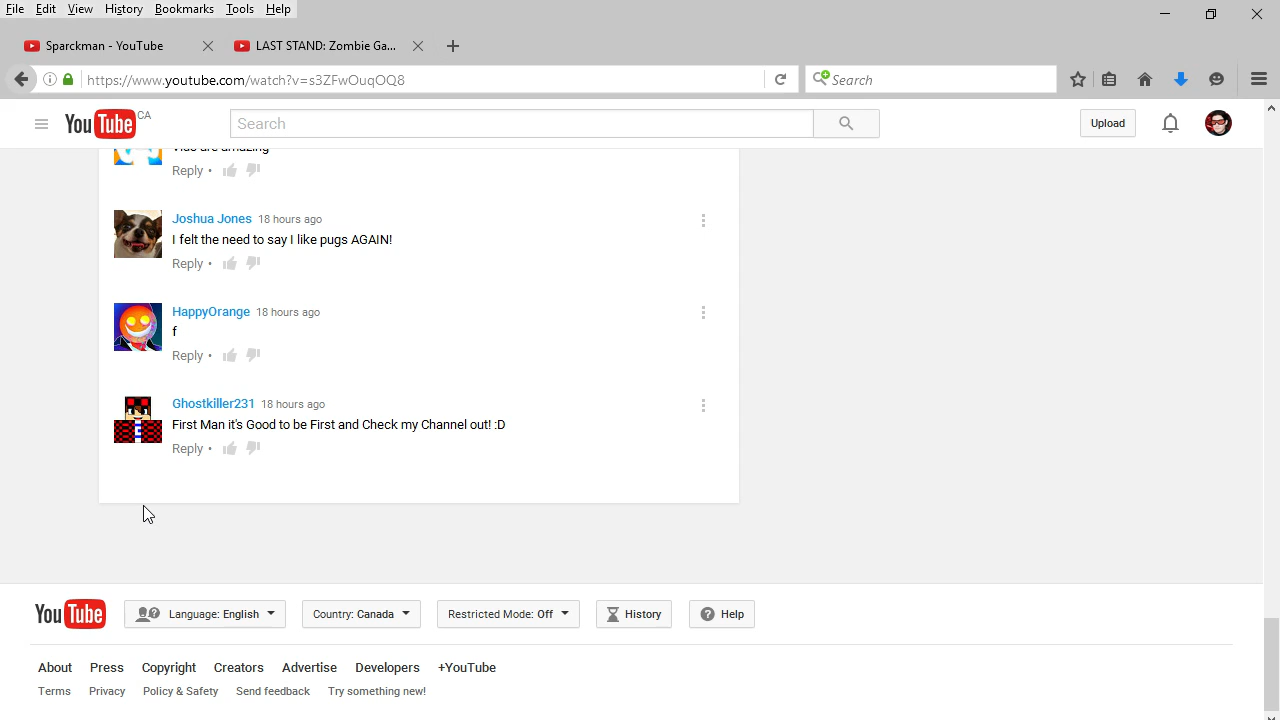 File Edit View History Bookmarks Tools Help
Sparckman - YouTube LAST STAND: Zombie Ga...
https://www.youtube.com/watch?v=s3ZFwOuqOQ8 Search
YouTube CA Search Upload
Vids are amazing
Reply •
Joshua Jones 18 hours ago
I felt the need to say I like pugs AGAIN!
Reply •
HappyOrange 18 hours ago
f
Reply •
Ghostkiller231 18 hours ago
First Man it's Good to be First and Check my Channel out! :D
Reply •
YouTube Language: English Country: Canada Restricted Mode: Off History Help
About Press Copyright Creators Advertise Developers +YouTube
Terms Privacy Policy & Safety Send feedback Try something new!